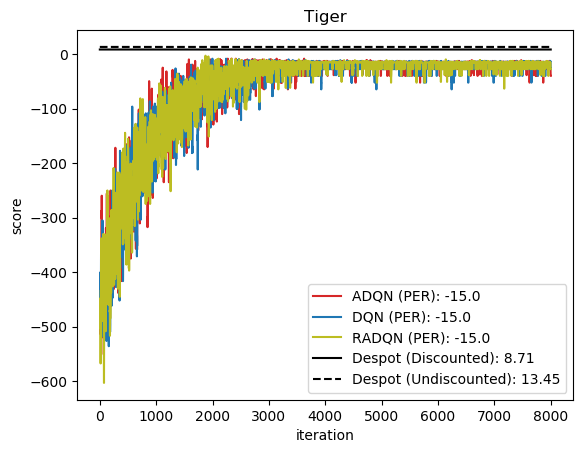 Tiger
0
−100
−200
−300
−400
−500
−600
score
ADQN (PER): -15.0
DQN (PER): -15.0
RADQN (PER): -15.0
Despot (Discounted): 8.71
Despot (Undiscounted): 13.45
0 1000 2000 3000 4000 5000 6000 7000 8000
iteration